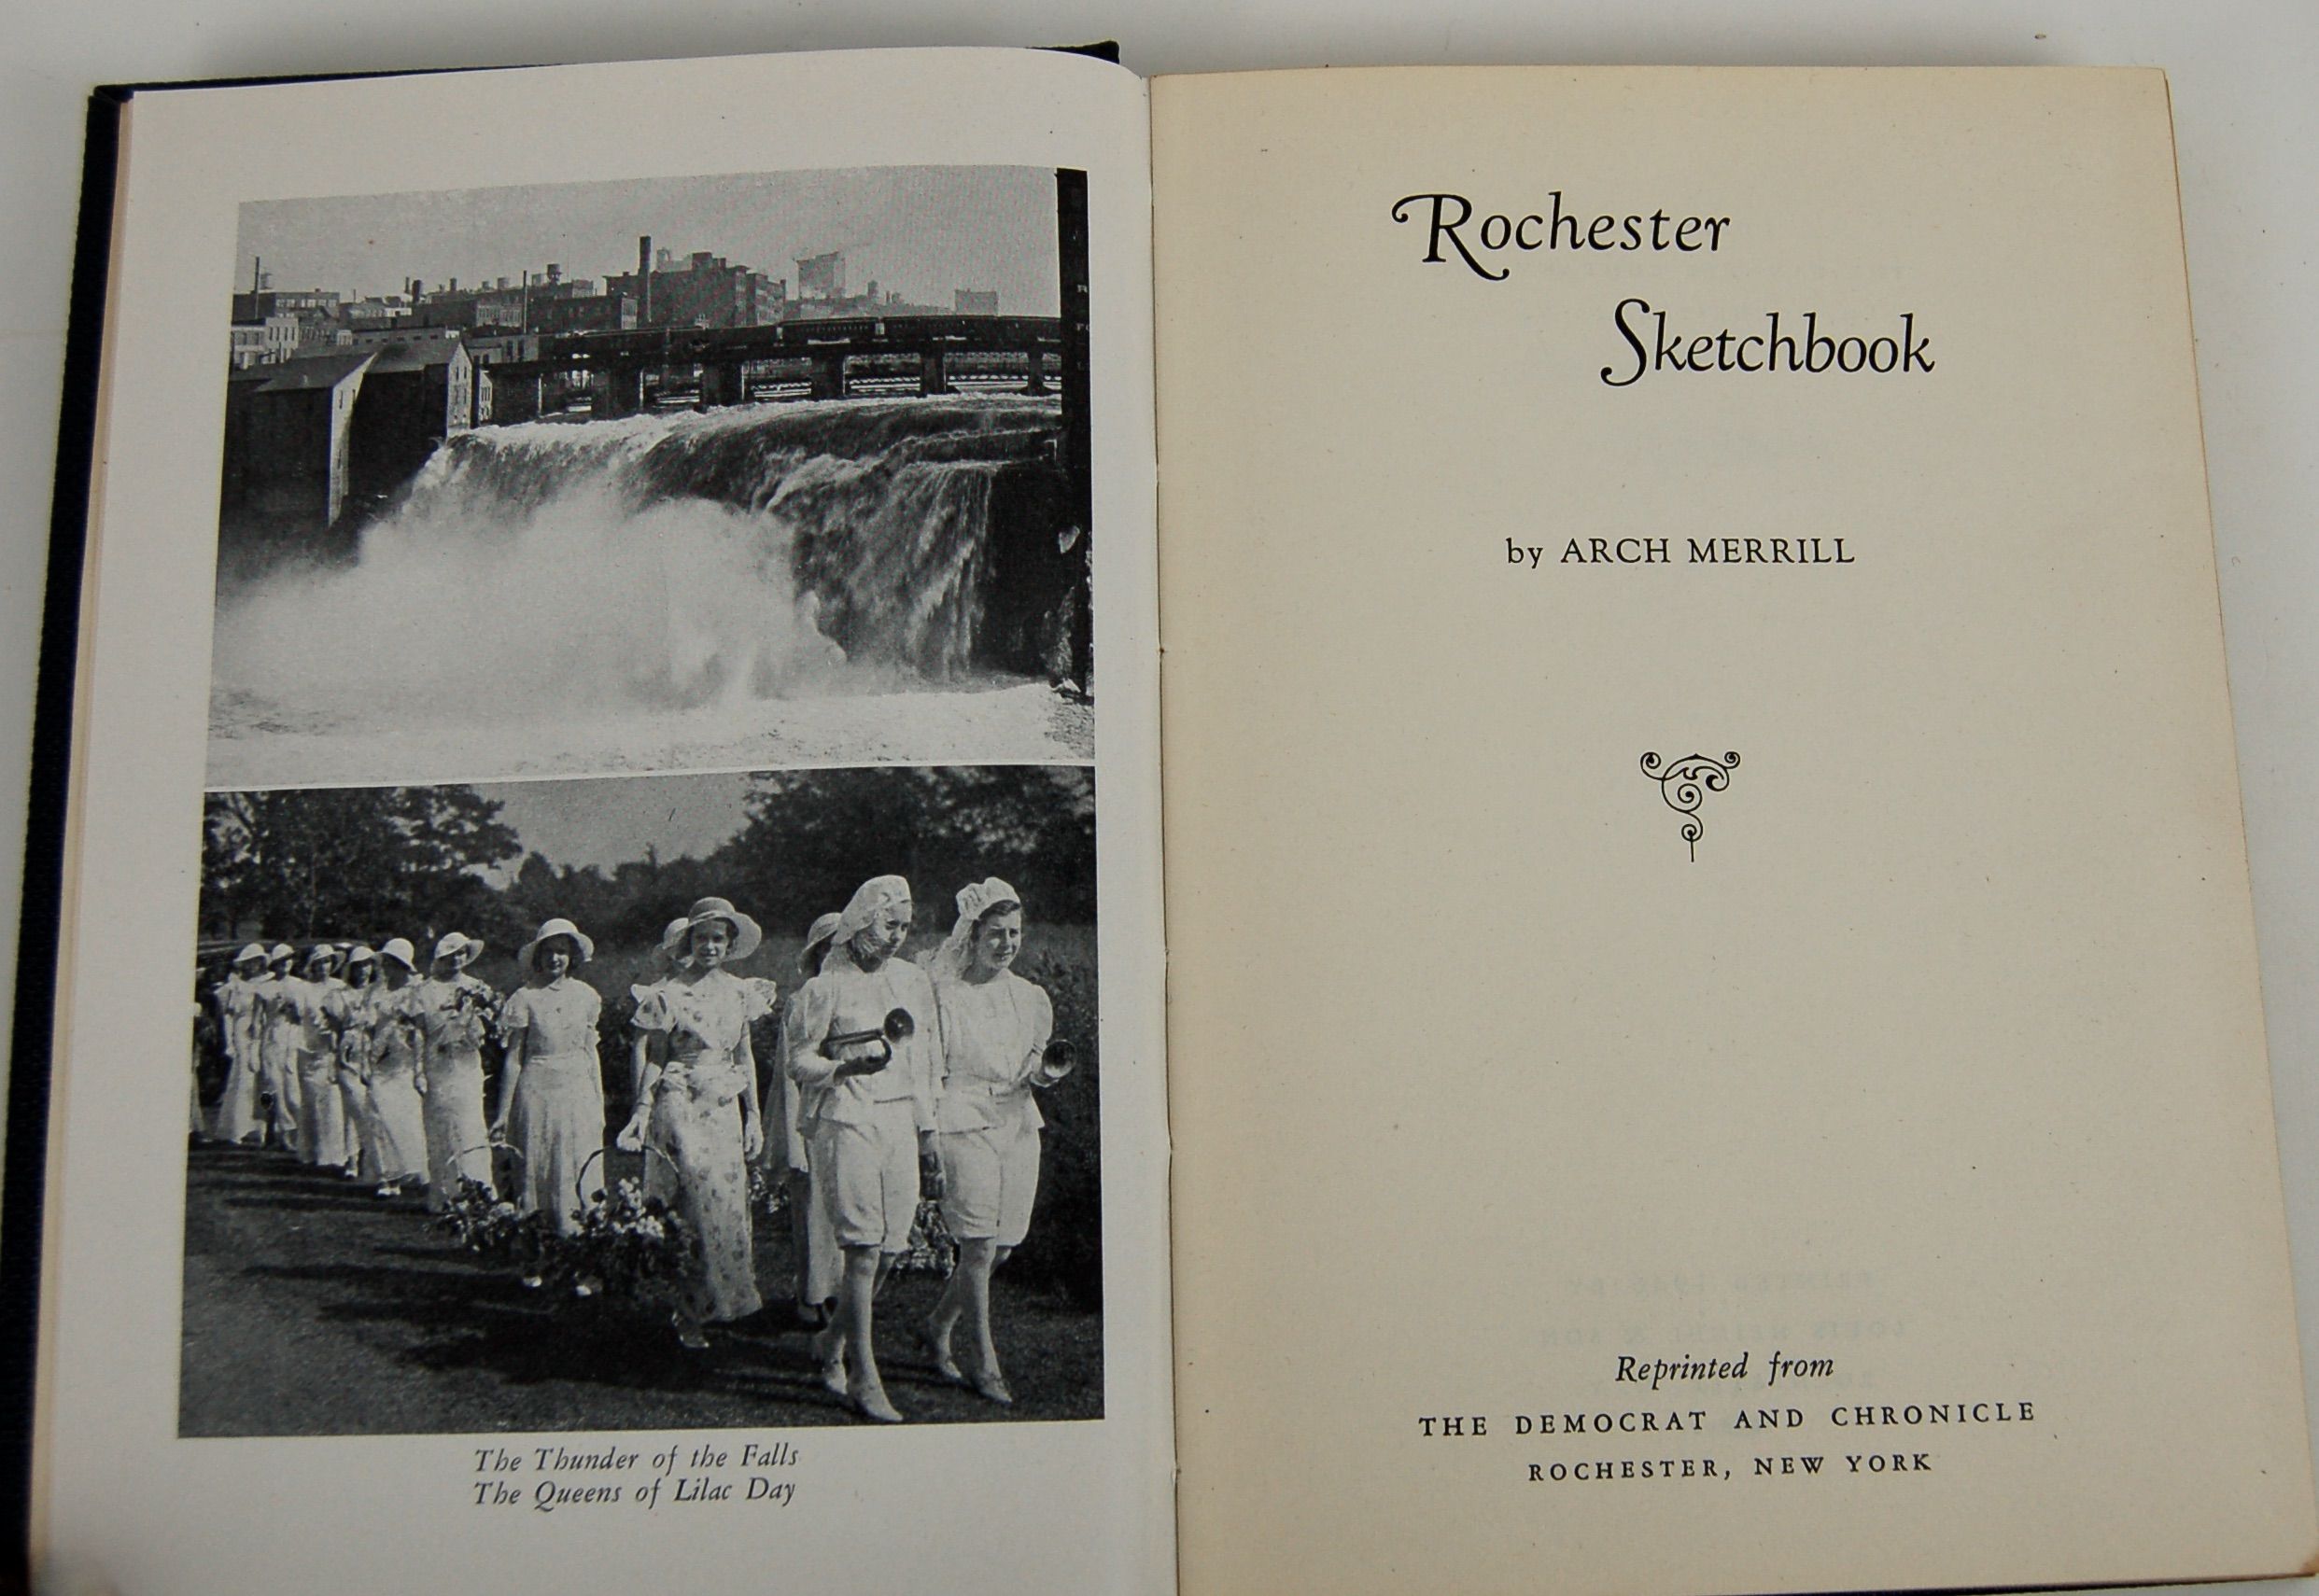 The Thunder of the Falls
The Queens of Lilac Day
Rochester
Sketchbook
by ARCH MERRILL
Reprinted from
THE DEMOCRAT AND CHRONICLE
ROCHESTER, NEW YORK